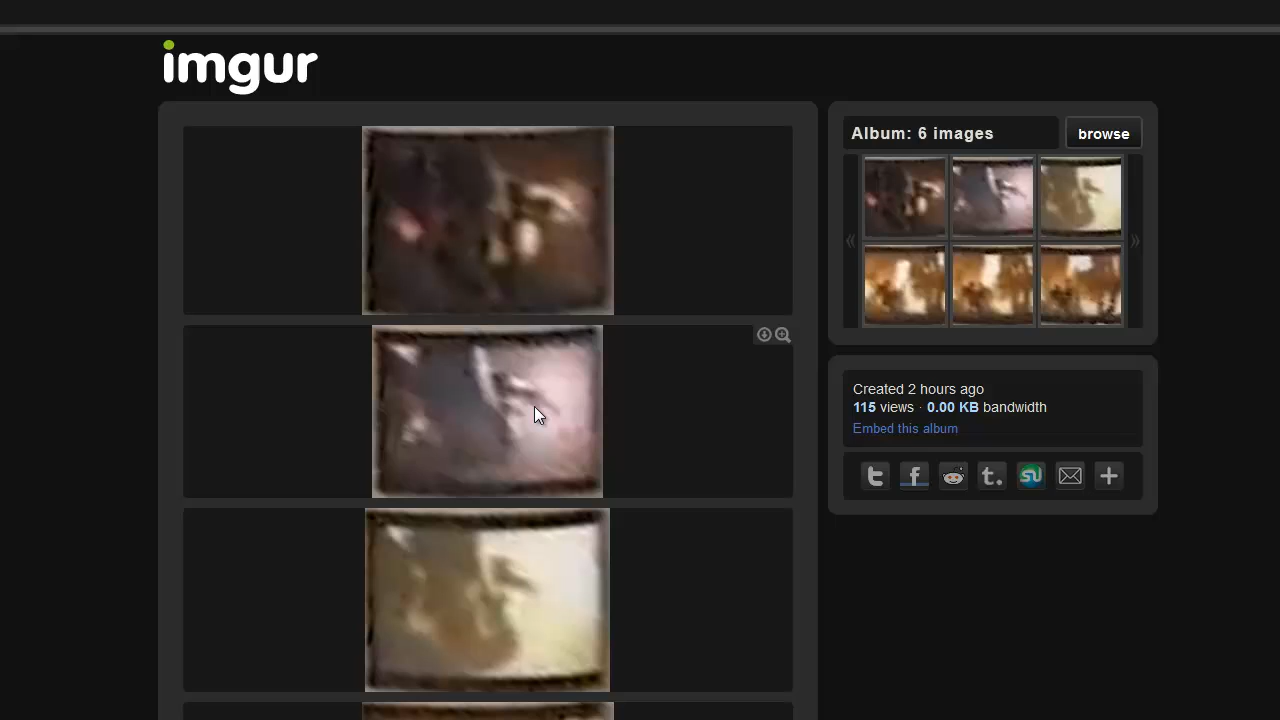 imgur
Album: 6 images
browse
Created 2 hours ago
115 views · 0.00 KB bandwidth
Embed this album